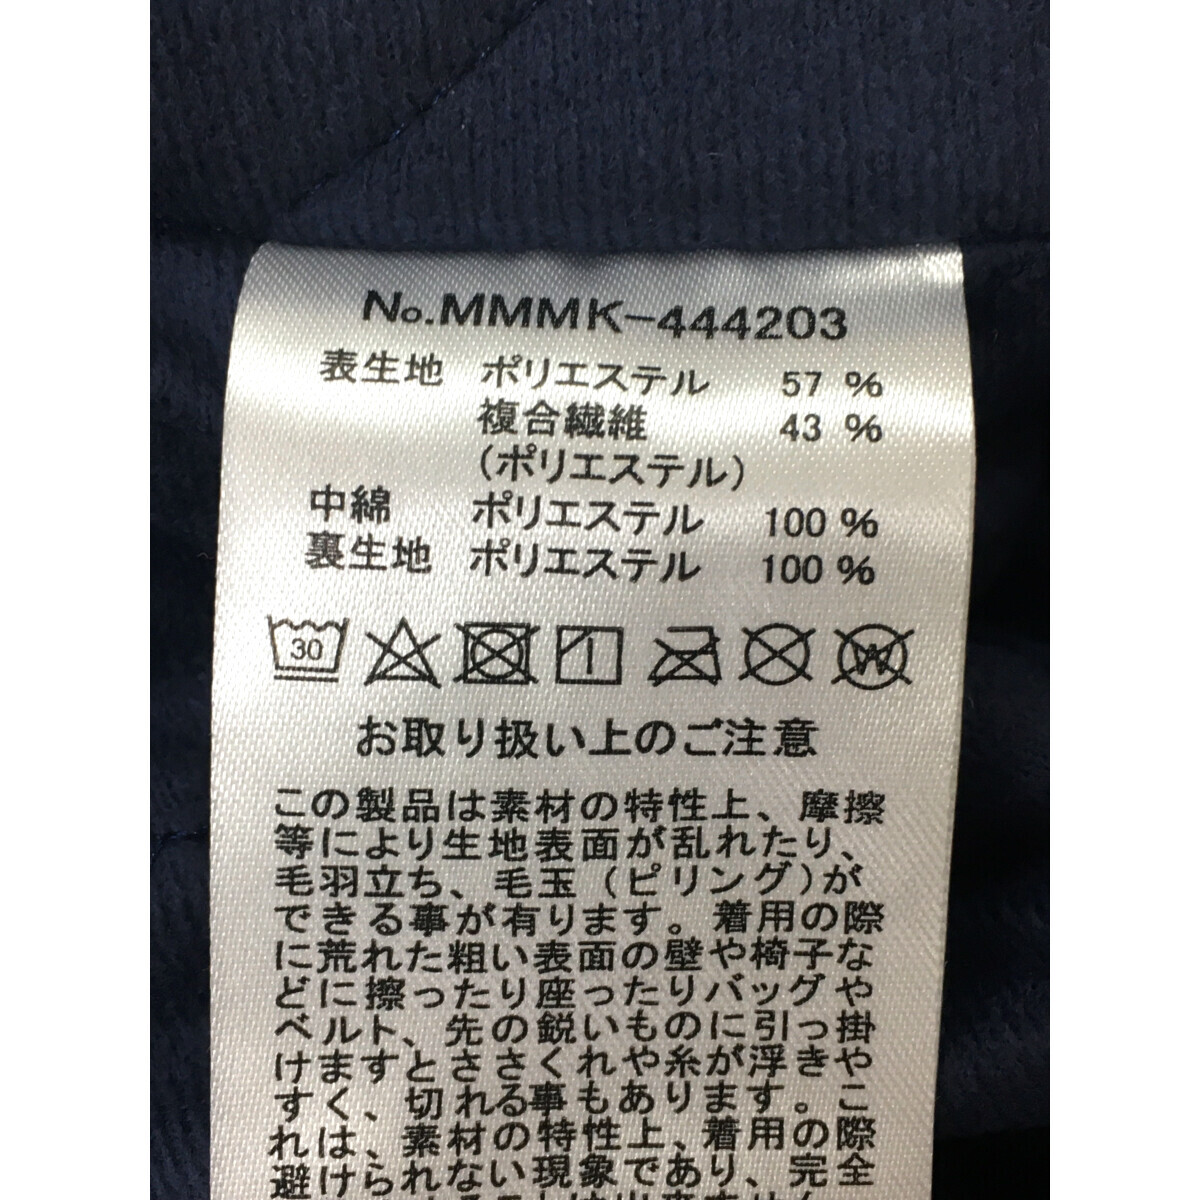 No.MMMK-444203
表生地 ポリエステル 57 %
複合繊維 43 %
(ポリエステル)
中綿 ポリエステル 100 %
裏生地 ポリエステル 100 %
30
W
お取り扱い上のご注意
この製品は素材の特性上、摩擦
等により生地表面が乱れたり、
毛羽立ち、毛玉(ピリング)が
できる事が有ります。着用の際
に荒れた粗い表面の壁や椅子な
どに擦ったり座ったりバッグや
ベルト、先の鋭いものに引っ掛
けますとささくれや糸が浮きや
すく、切れる事もあります。こ
れは、素材の特性上、着用の際
避けられない現象であり、完全